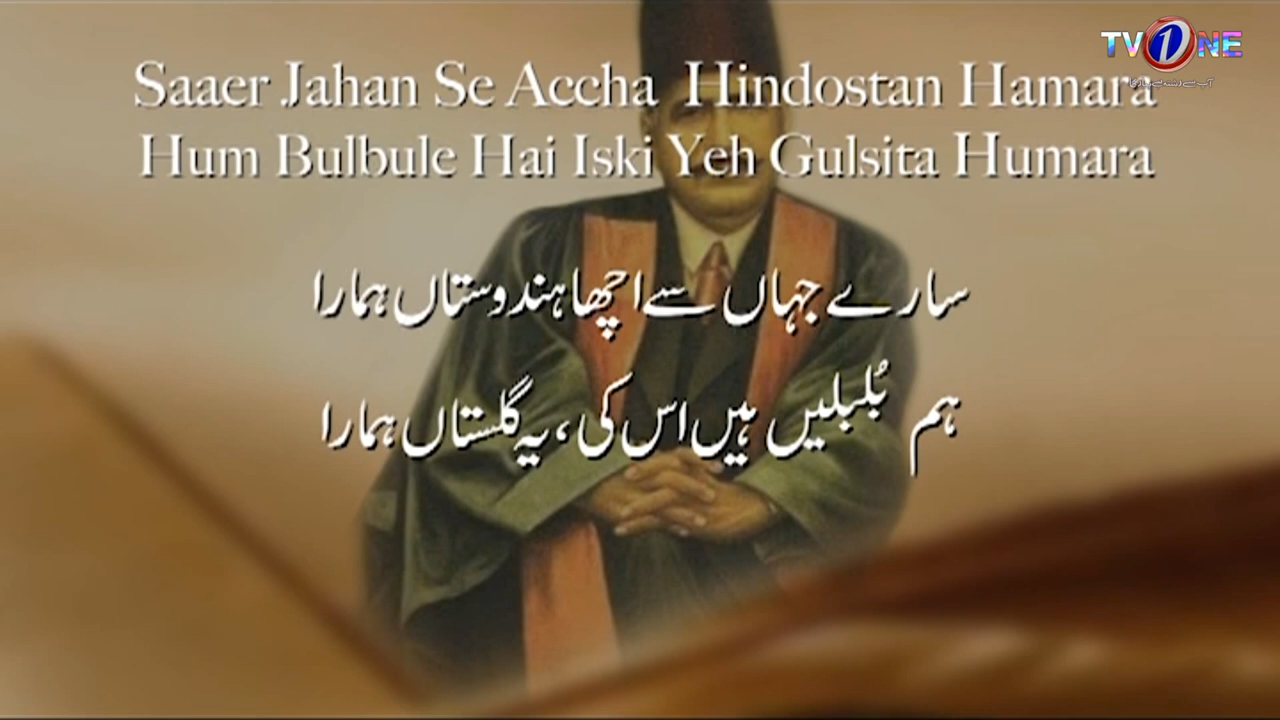 TV1NE
Saaer Jahan Se Accha Hindostan Hamara
Hum Bulbule Hai Iski Yeh Gulsita Humara
سارے جہاں سے اچھا ہندوستاں ہمارا
ہم بُلبلیں ہیں اس کی، یہ گلستاں ہمارا